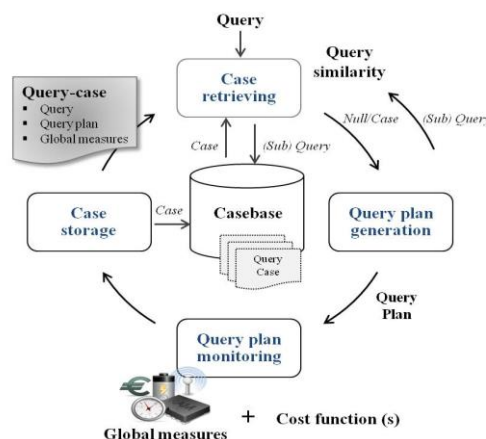 Query
Case
retrieving
Query
similarity
Query-case
Query
Query plan
Global measures
Null/Case
(Sub) Query
Case
(Sub) Query
Case
storage
Case
Casebase
Query
Case
Query plan
generation
Query
Plan
Query plan
monitoring
Global measures
+ Cost function (s)